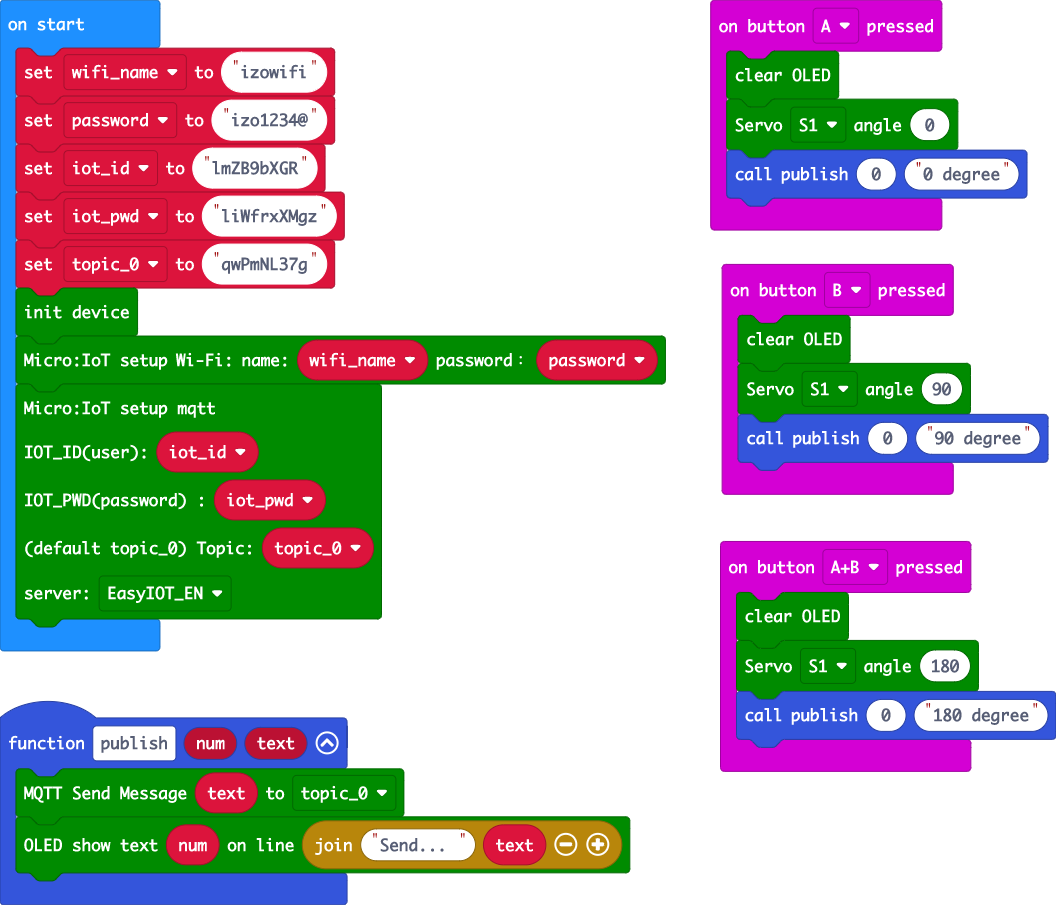 on start
set wifi_name to "izowifi"
set password to "izo1234@"
set iot_id to "lmZB9bXGR"
set iot_pwd to "liWfrxXMgz"
set topic_0 to "qwPmNL37g"
init device
Micro:IoT setup Wi-Fi: name: wifi_name password: password
Micro:IoT setup mqtt
IOT_ID(user): iot_id
IOT_PWD(password) : iot_pwd
(default topic_0) Topic: topic_0
server: EasyIOT_EN
function publish num text
MQTT Send Message text to topic_0
OLED show text num on line join "Send... " text
on button A pressed
clear OLED
Servo S1 angle 0
call publish 0 "0 degree"
on button B pressed
clear OLED
Servo S1 angle 90
call publish 0 "90 degree"
on button A+B pressed
clear OLED
Servo S1 angle 180
call publish 0 "180 degree"